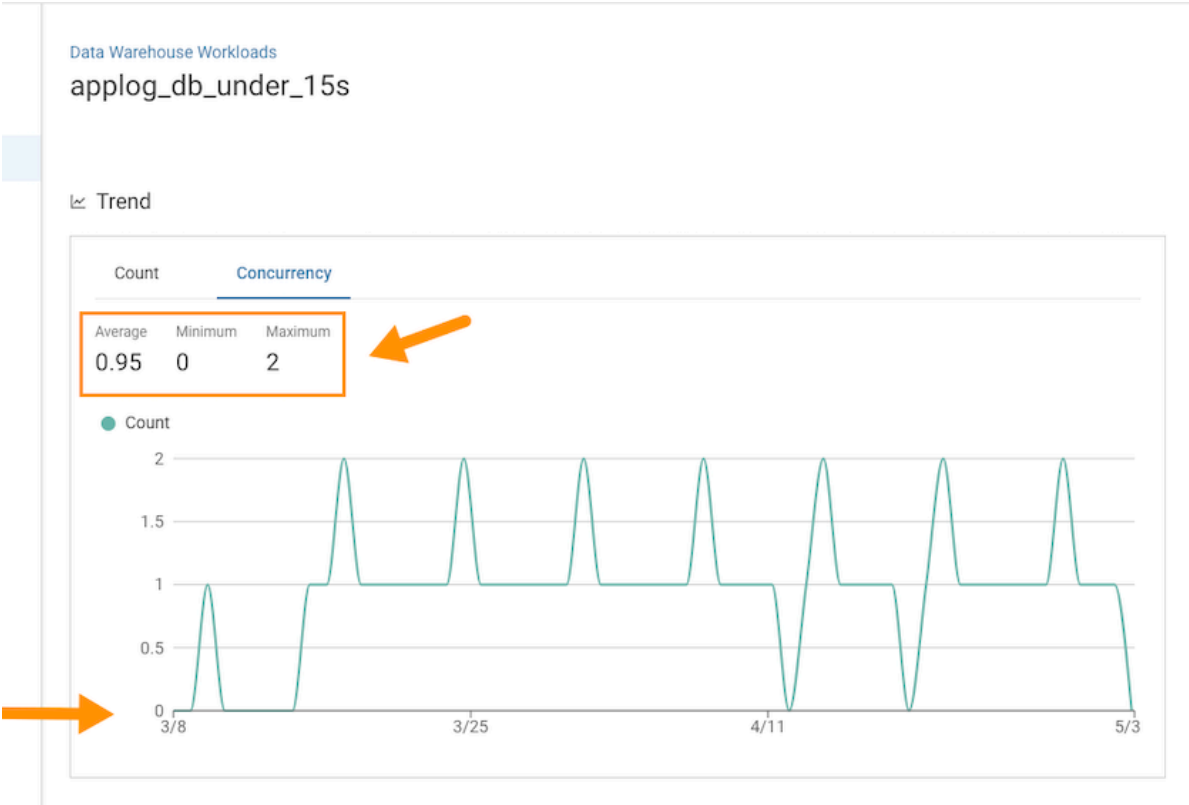 Data Warehouse Workloads
applog_db_under_15s
Trend
Count Concurrency
Average Minimum Maximum
0.95 0 2
Count
2
1.5
1
0.5
0
3/8 3/25 4/11 5/3